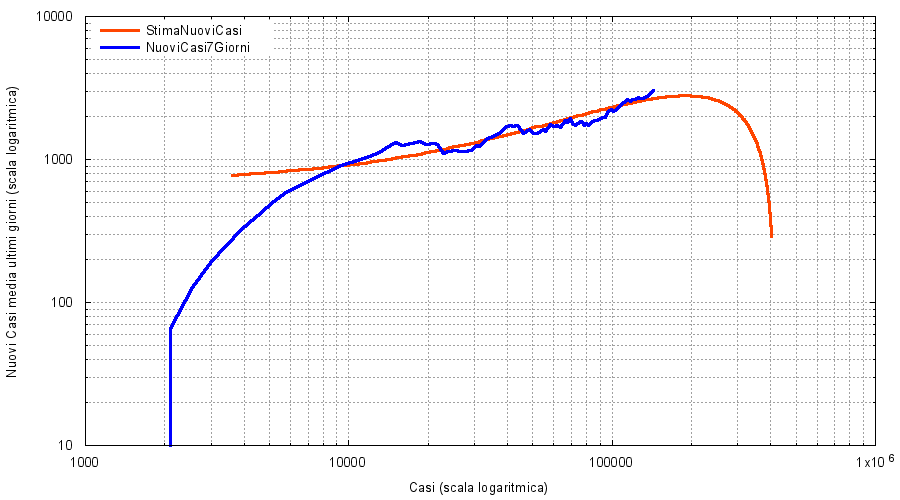 10000
StimaNuoviCasi
NuoviCasi7Giorni
1000
100
10
Nuovi Casi media ultimi giorni (scala logaritmica)
1000
10000
100000
1x10 6
Casi (scala logaritmica)